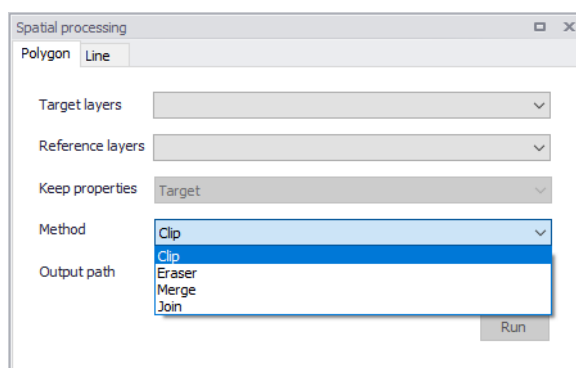 Spatial processing
Polygon Line
Target layers
Reference layers
Keep properties Target
Method Clip
Clip
Eraser
Output path
Merge
Join
Run